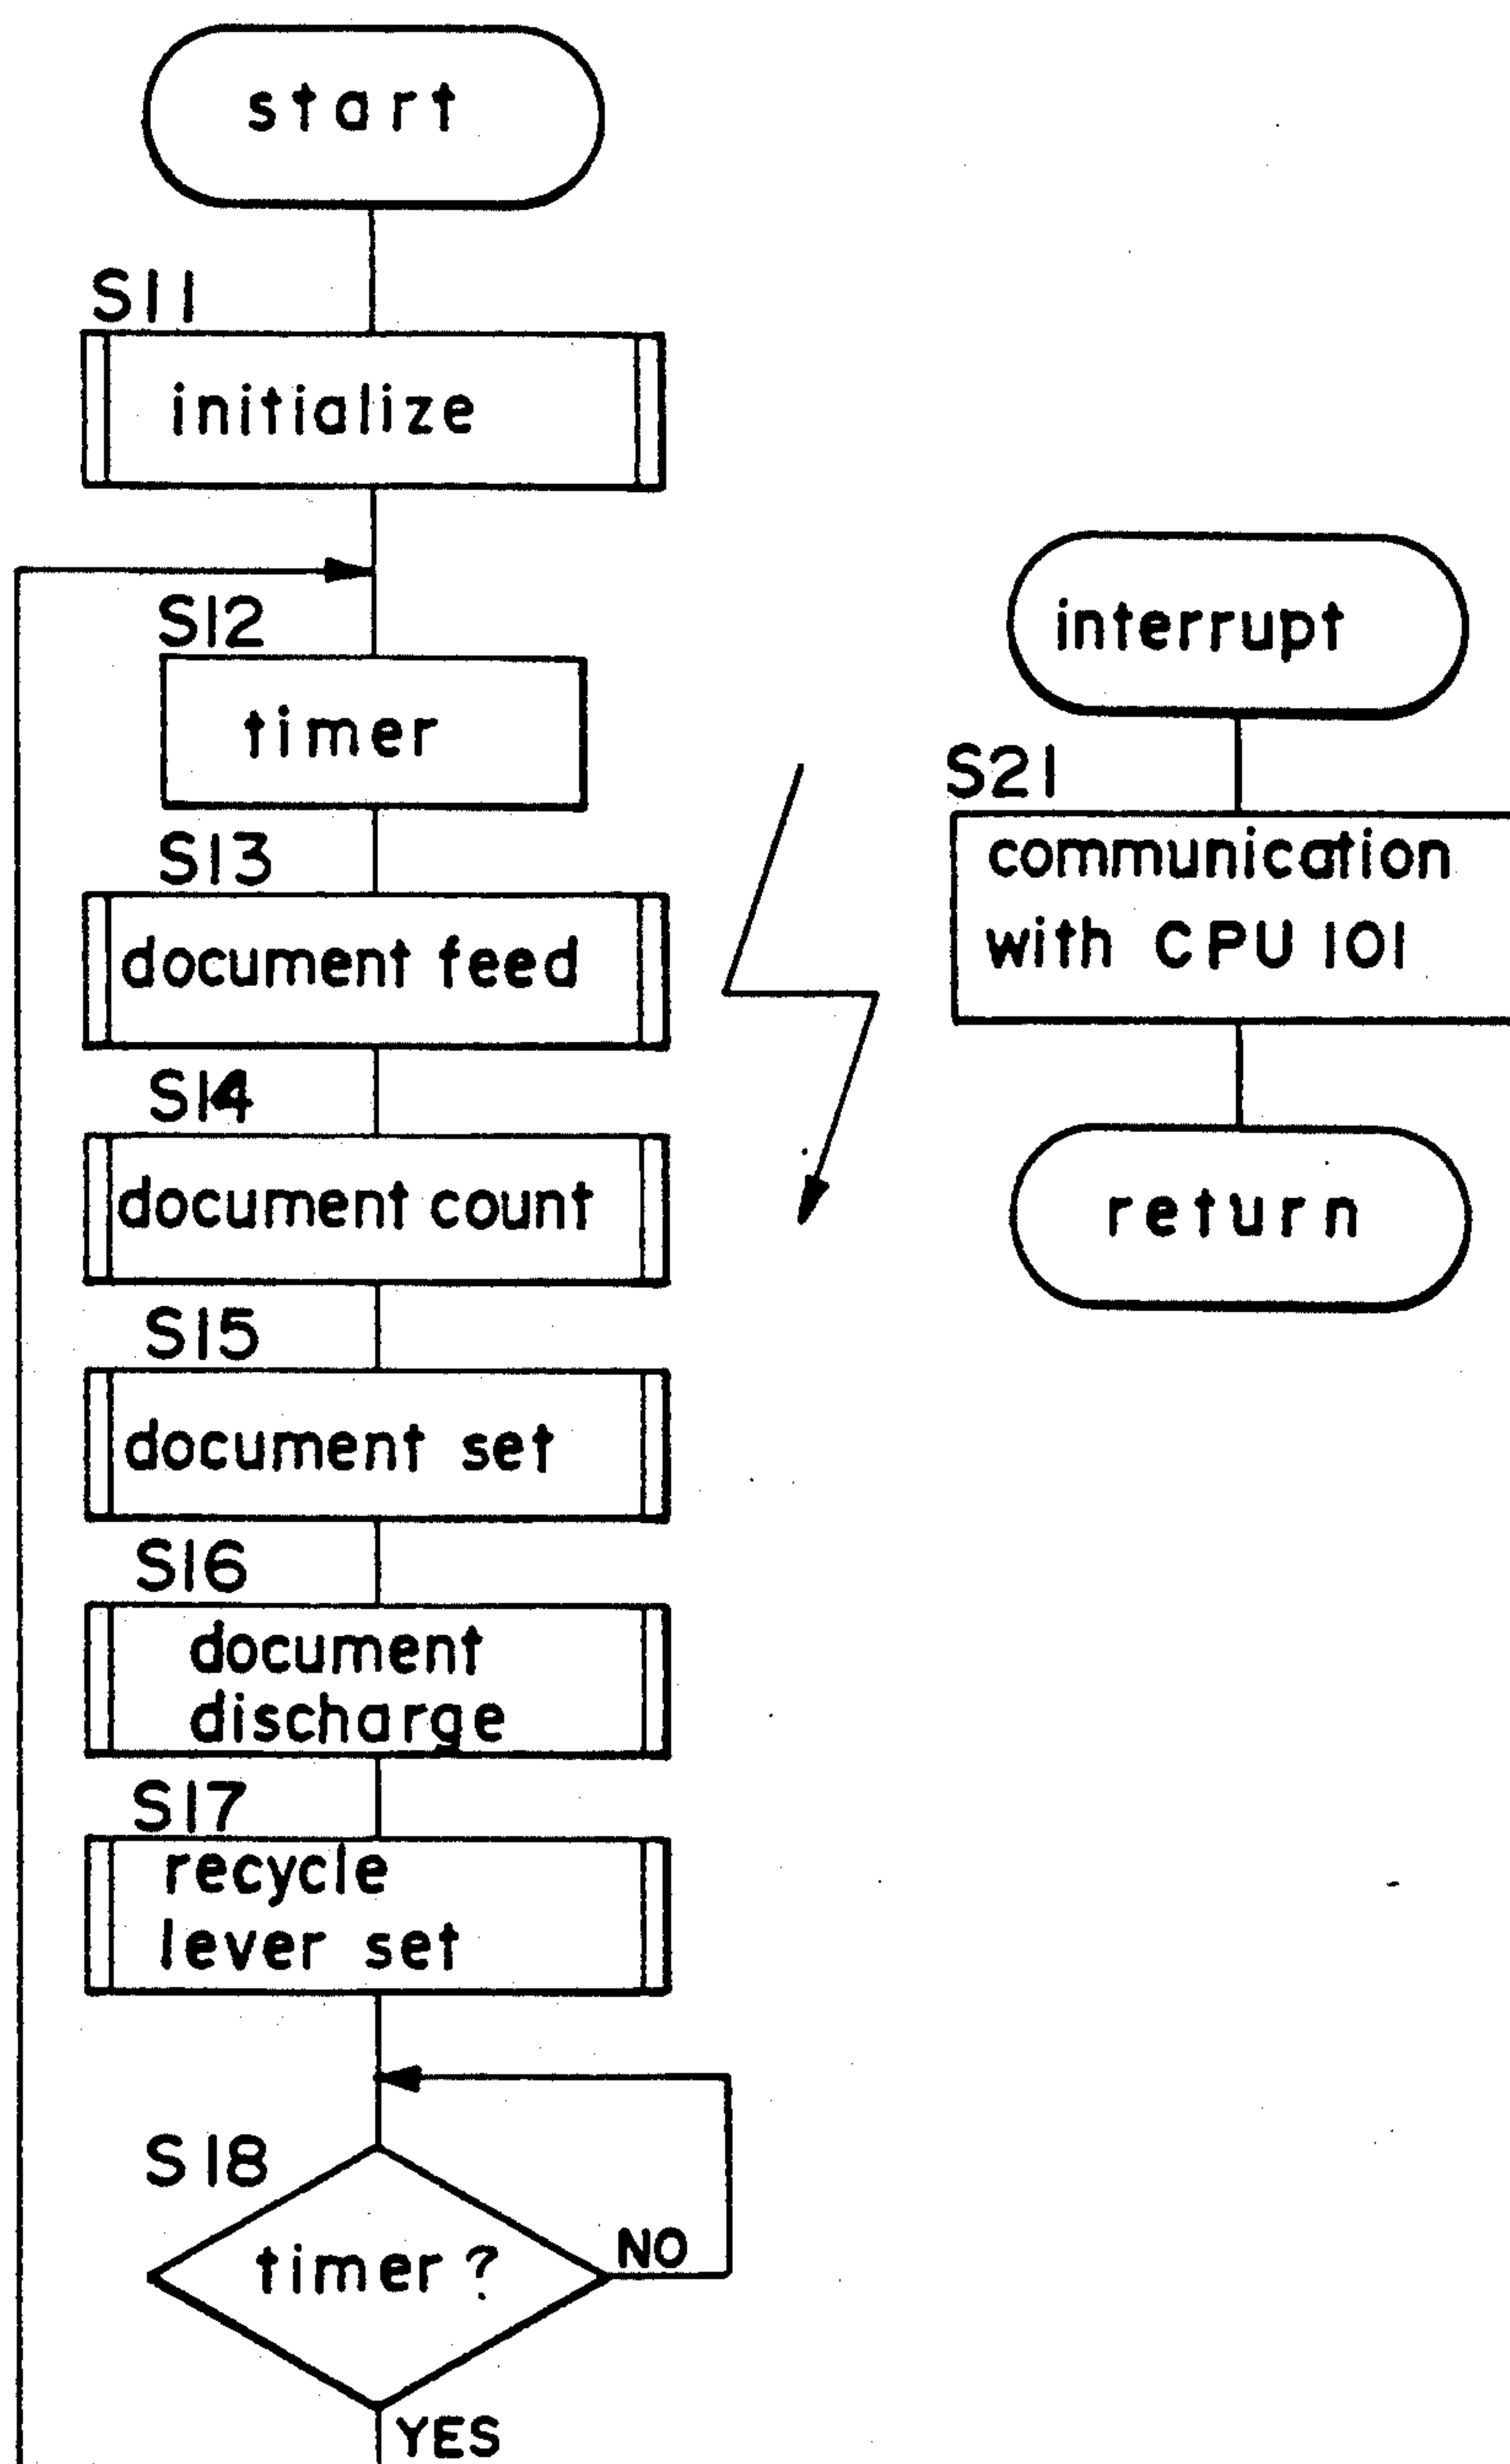 start
S11
initialize
S12
timer
S13
document feed
S14
document count
S15
document set
S16
document
discharge
S17
recycle
lever set
S18
timer?
NO
YES
interrupt
S21
communication
with CPU 101
return